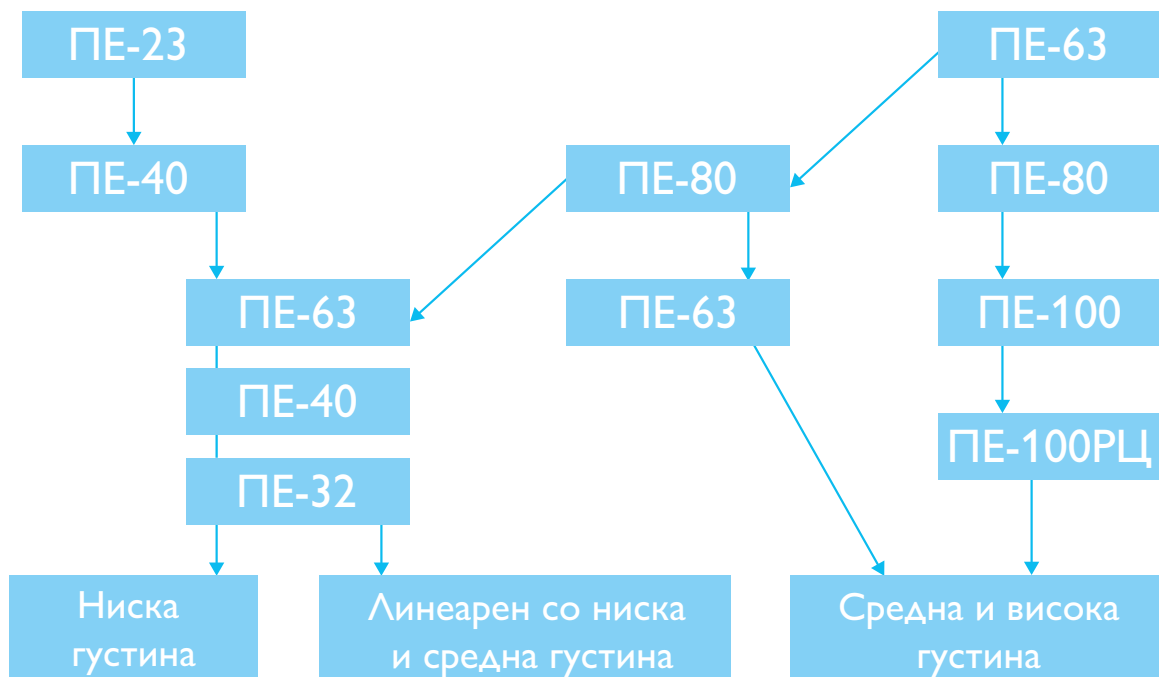 ПЕ-23
ПЕ-63
ПЕ-40
ПЕ-80
ПЕ-80
ПЕ-63
ПЕ-63
ПЕ-100
ПЕ-40
ПЕ-100РЦ
ПЕ-32
Ниска
густина
Линеарен со ниска
и средна густина
Средна и висока
густина